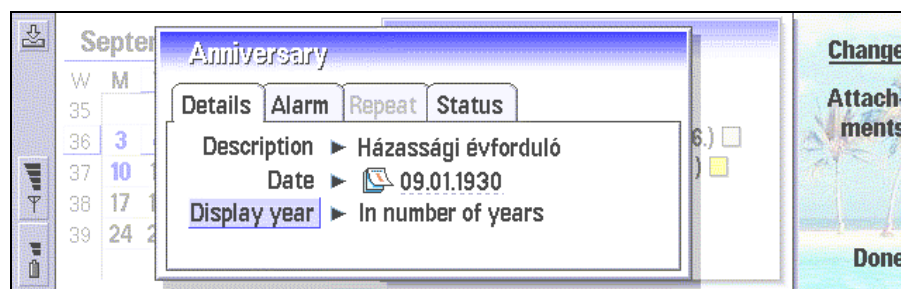 Anniversary
Details Alarm Repeat Status
Description Házassági évforduló
Date 09.01.1930
Display year In number of years
W M
35
36 3 6.)
37 10 )
38 17
39 24
Change
Attach-
ments
Done